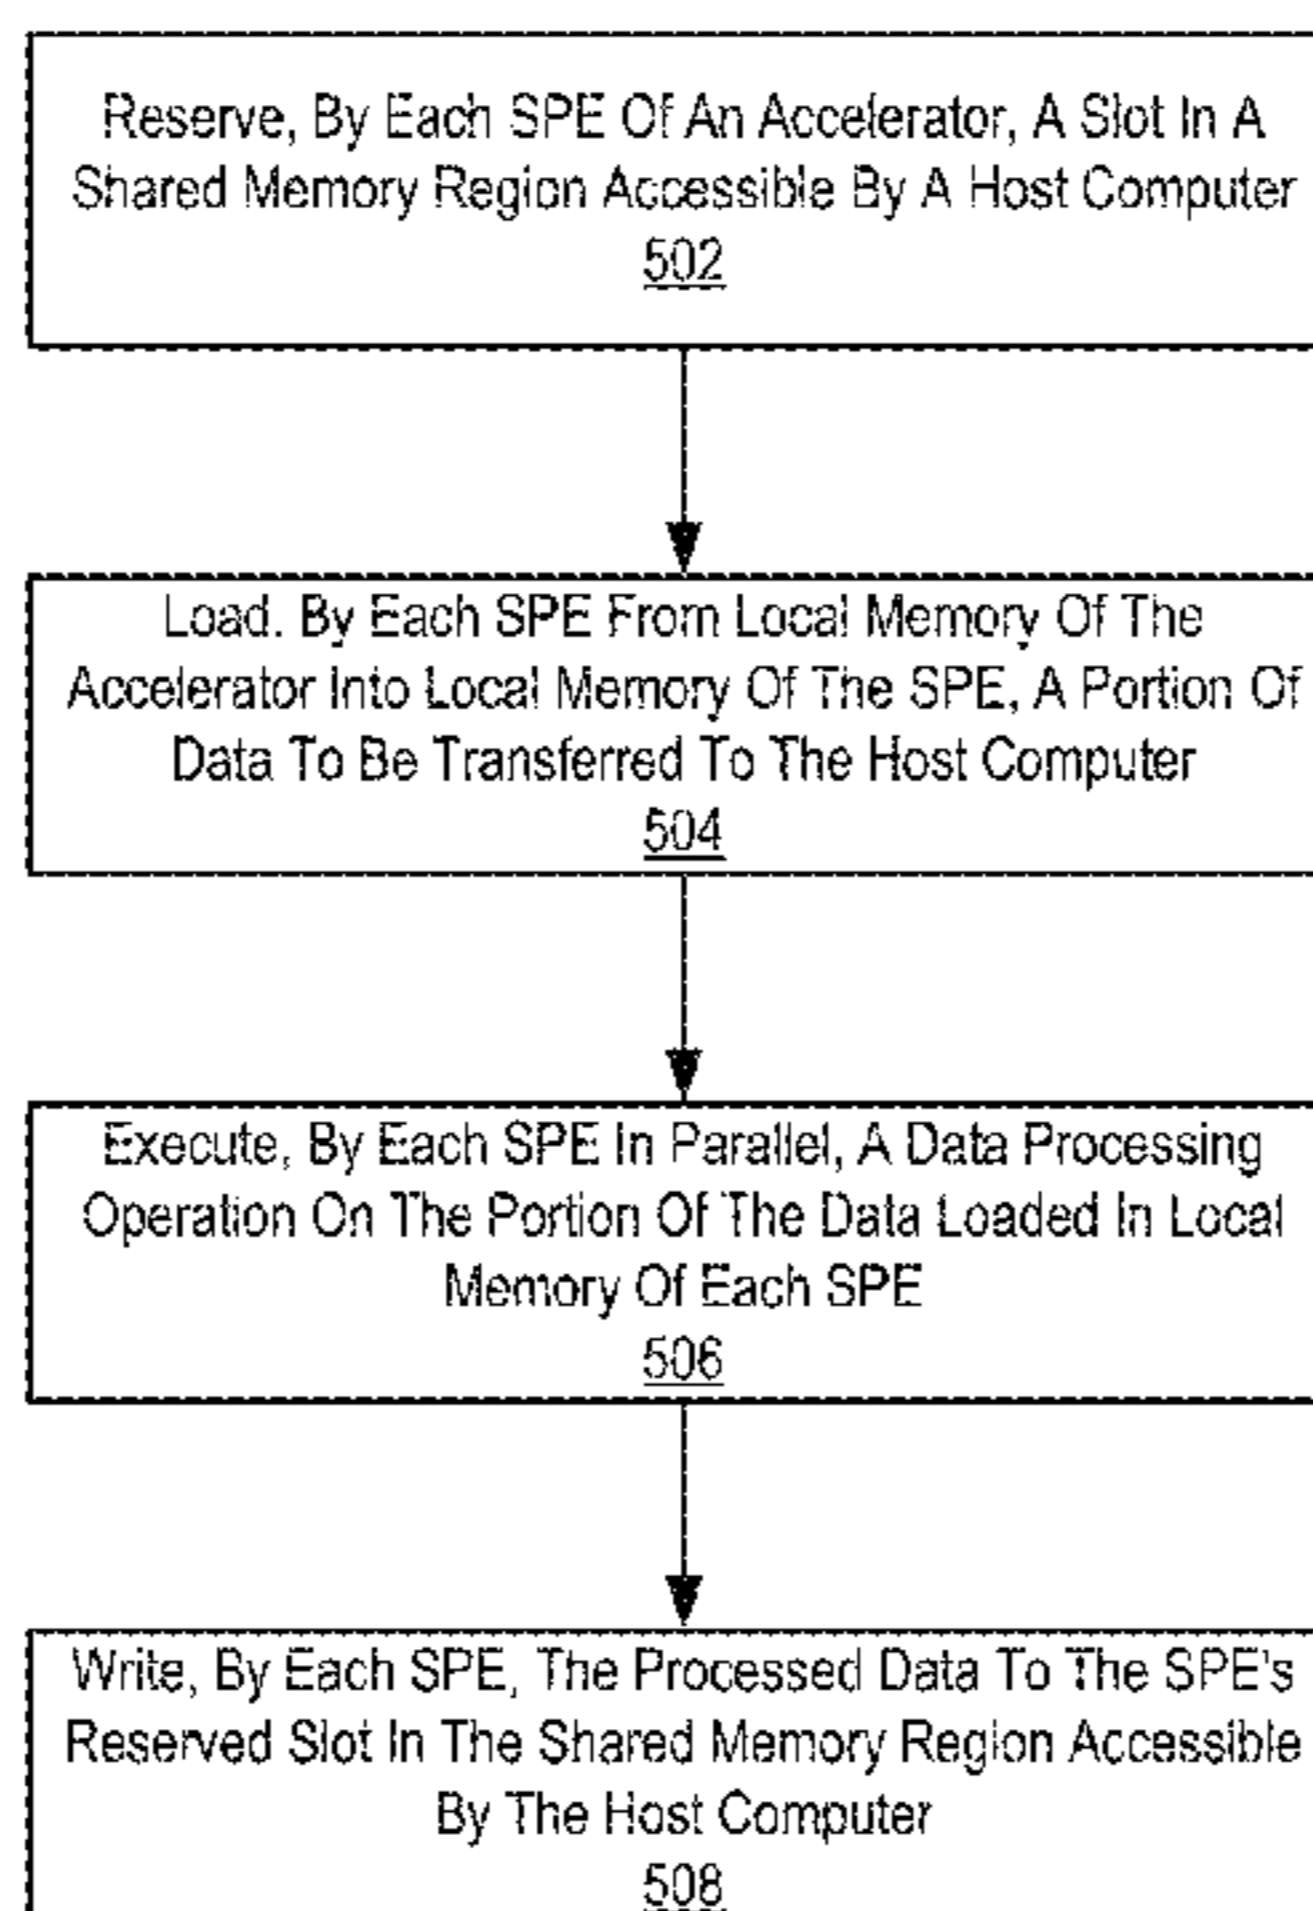 Reserve, By Each SPE Of An Accelerator, A Slot In A
Shared Memory Region Accessible By A Host Computer
502
Load. By Each SPE From Local Memory Of The
Accelerator Into Local Memory Of The SPE, A Portion Of
Data To Be Transferred To The Host Computer
504
Execute, By Each SPE In Parallel, A Data Processing
Operation On The Portion Of The Data Loaded In Local
Memory Of Each SPE
506
Write, By Each SPE, The Processed Data To The SPE's
Reserved Slot In The Shared Memory Region Accessible
By The Host Computer
508